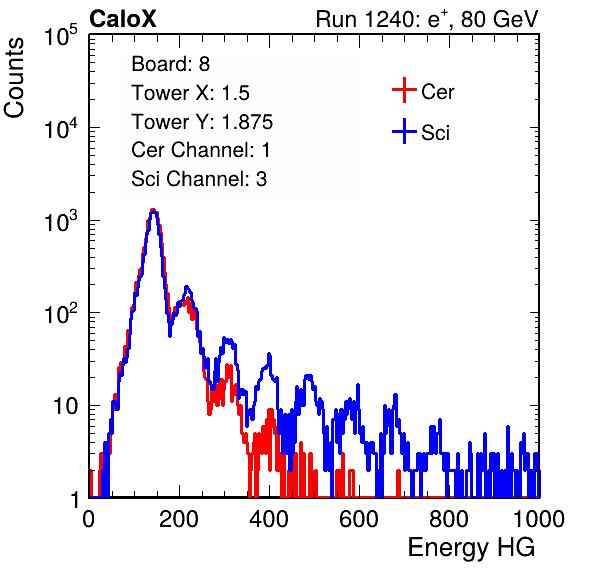 CaloX Run 1240: e⁺, 80 GeV
Counts
Board: 8
Tower X: 1.5
Tower Y: 1.875
Cer Channel: 1
Sci Channel: 3
Cer
Sci
10⁵
10⁴
10³
10²
10
1
0 200 400 600 800 1000
Energy HG